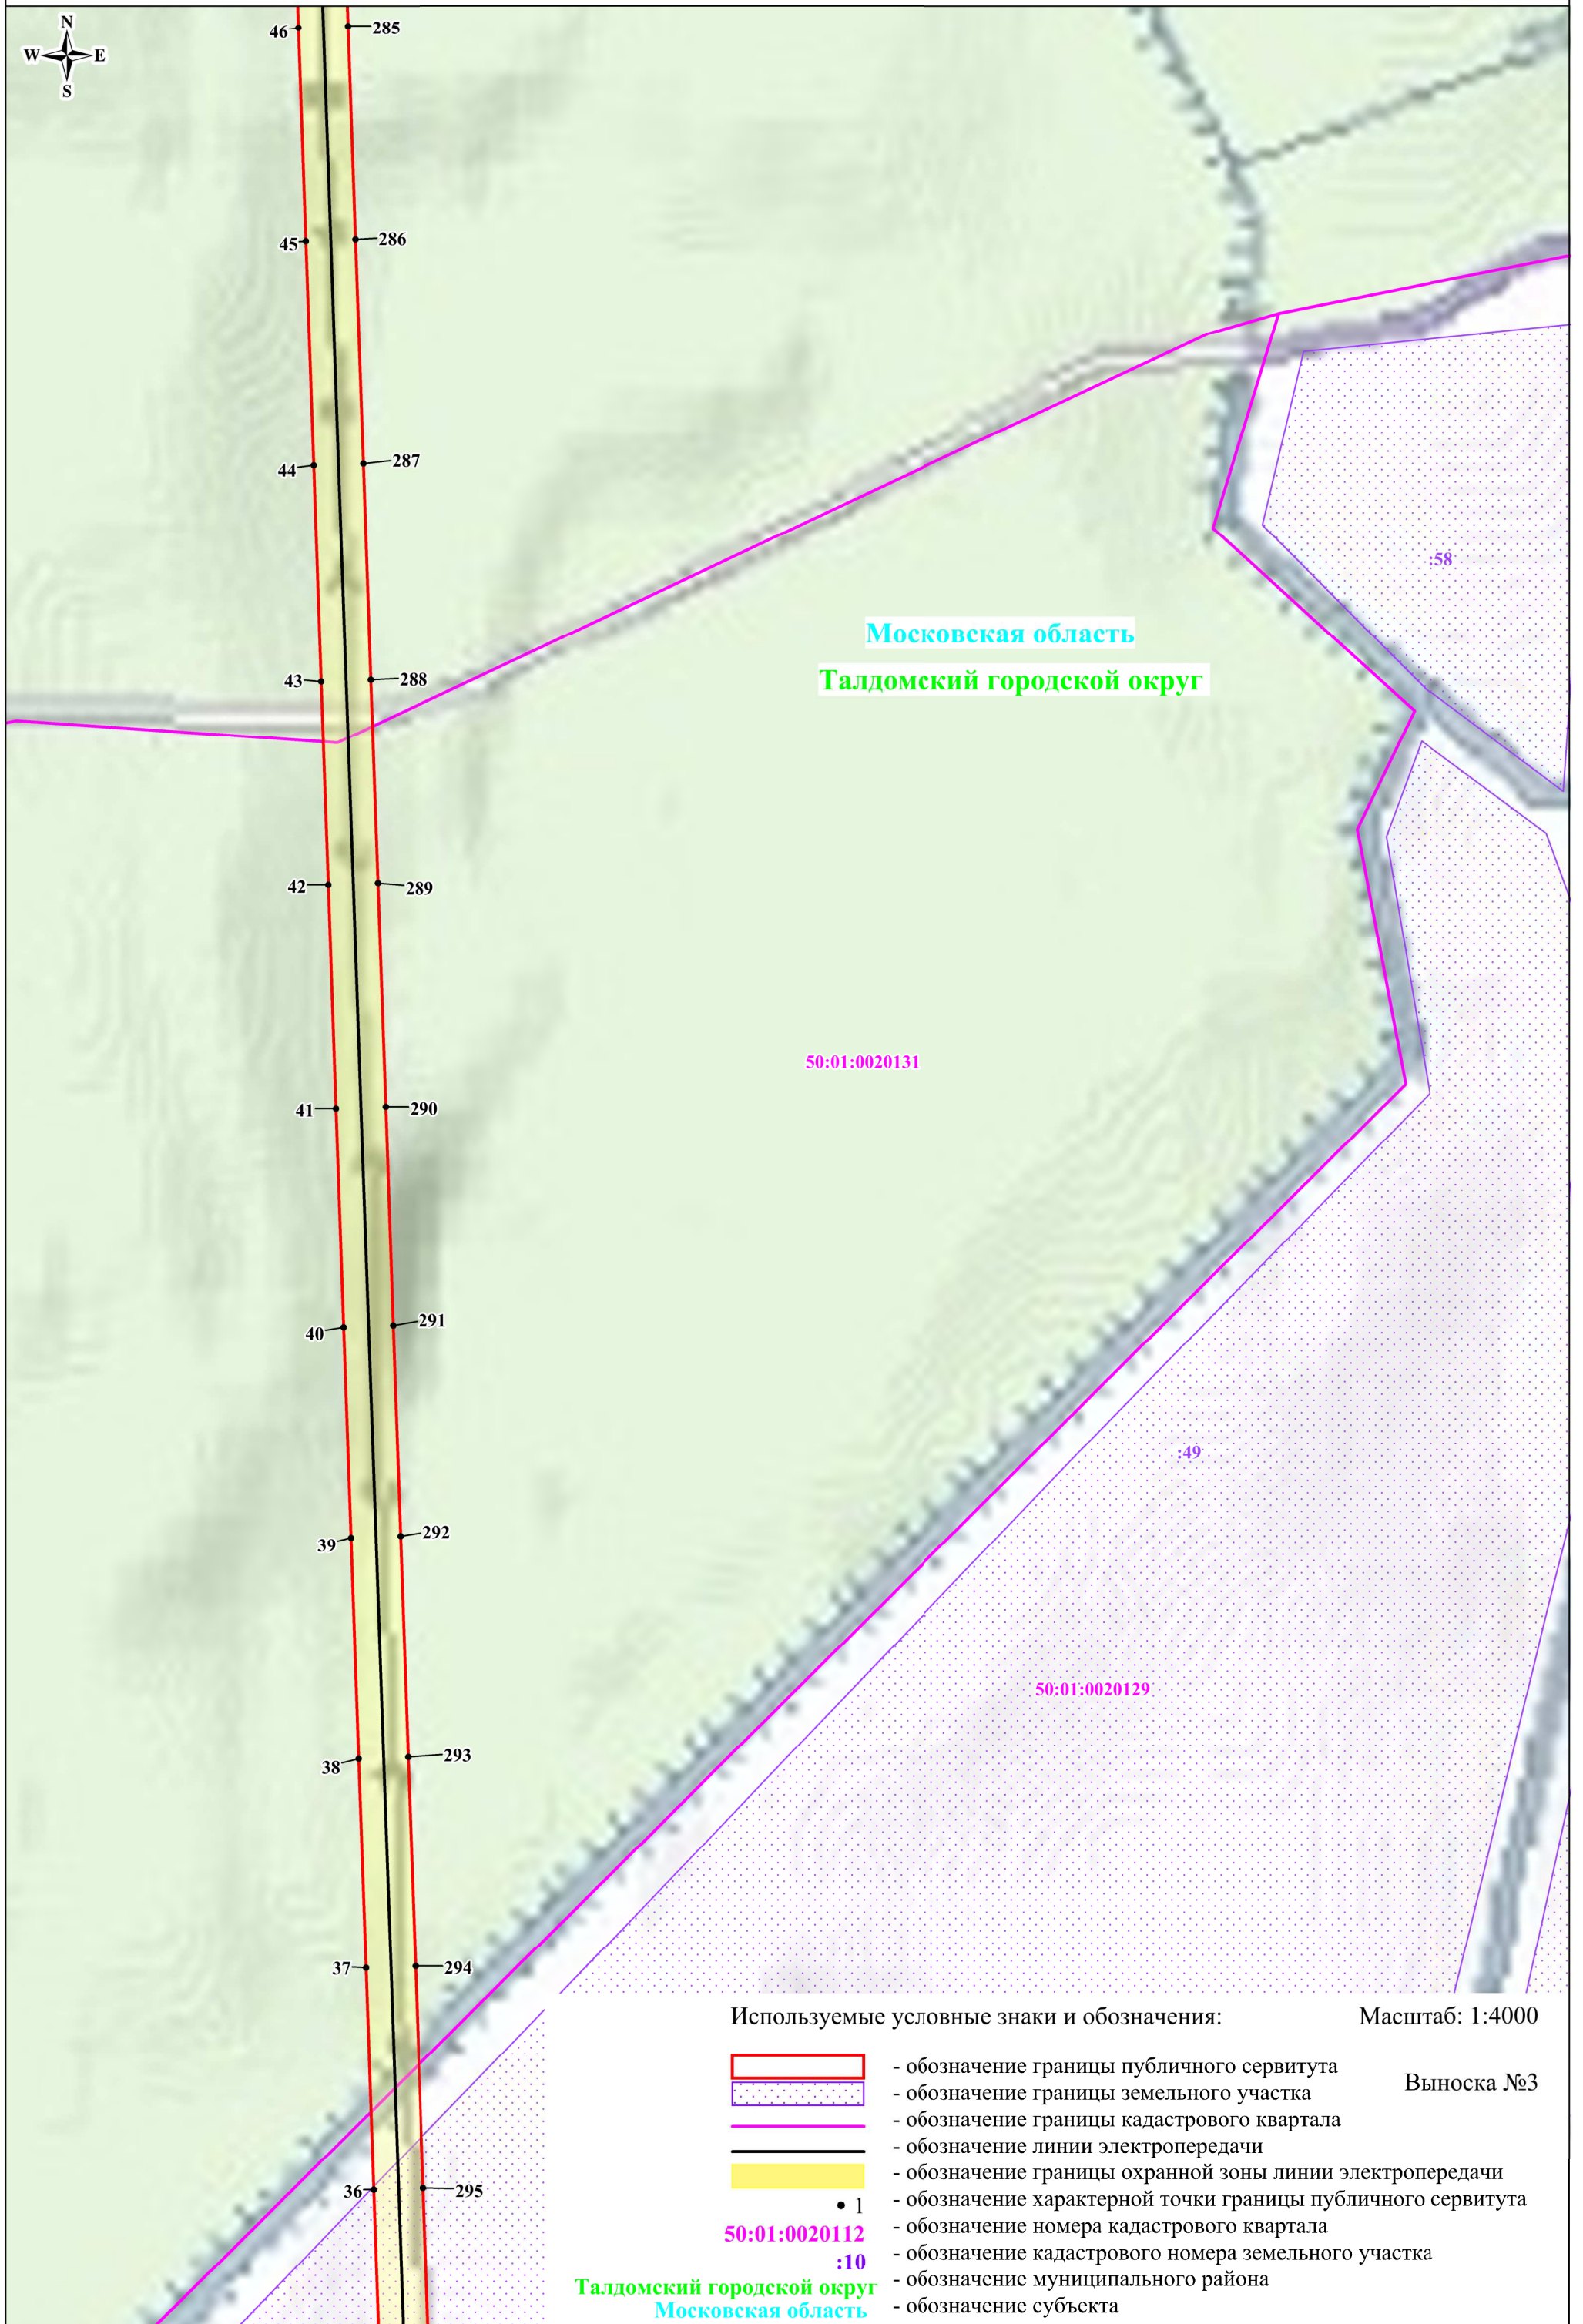 N
W E
S
46 285
45 286
44 287
:58
Московская область
Талдомский городской округ
43 288
42 289
50:01:0020131
41 290
40 291
:49
39 292
50:01:0020129
38 293
37 294
Используемые условные знаки и обозначения: Масштаб: 1:4000
- обозначение границы публичного сервитута
Выноска №3
- обозначение границы земельного участка
- обозначение границы кадастрового квартала
- обозначение линии электропередачи
- обозначение границы охранной зоны линии электропередачи
36 295
1 - обозначение характерной точки границы публичного сервитута
50:01:0020112 - обозначение номера кадастрового квартала
:10 - обозначение кадастрового номера земельного участка
Талдомский городской округ - обозначение муниципального района
Московская область - обозначение субъекта